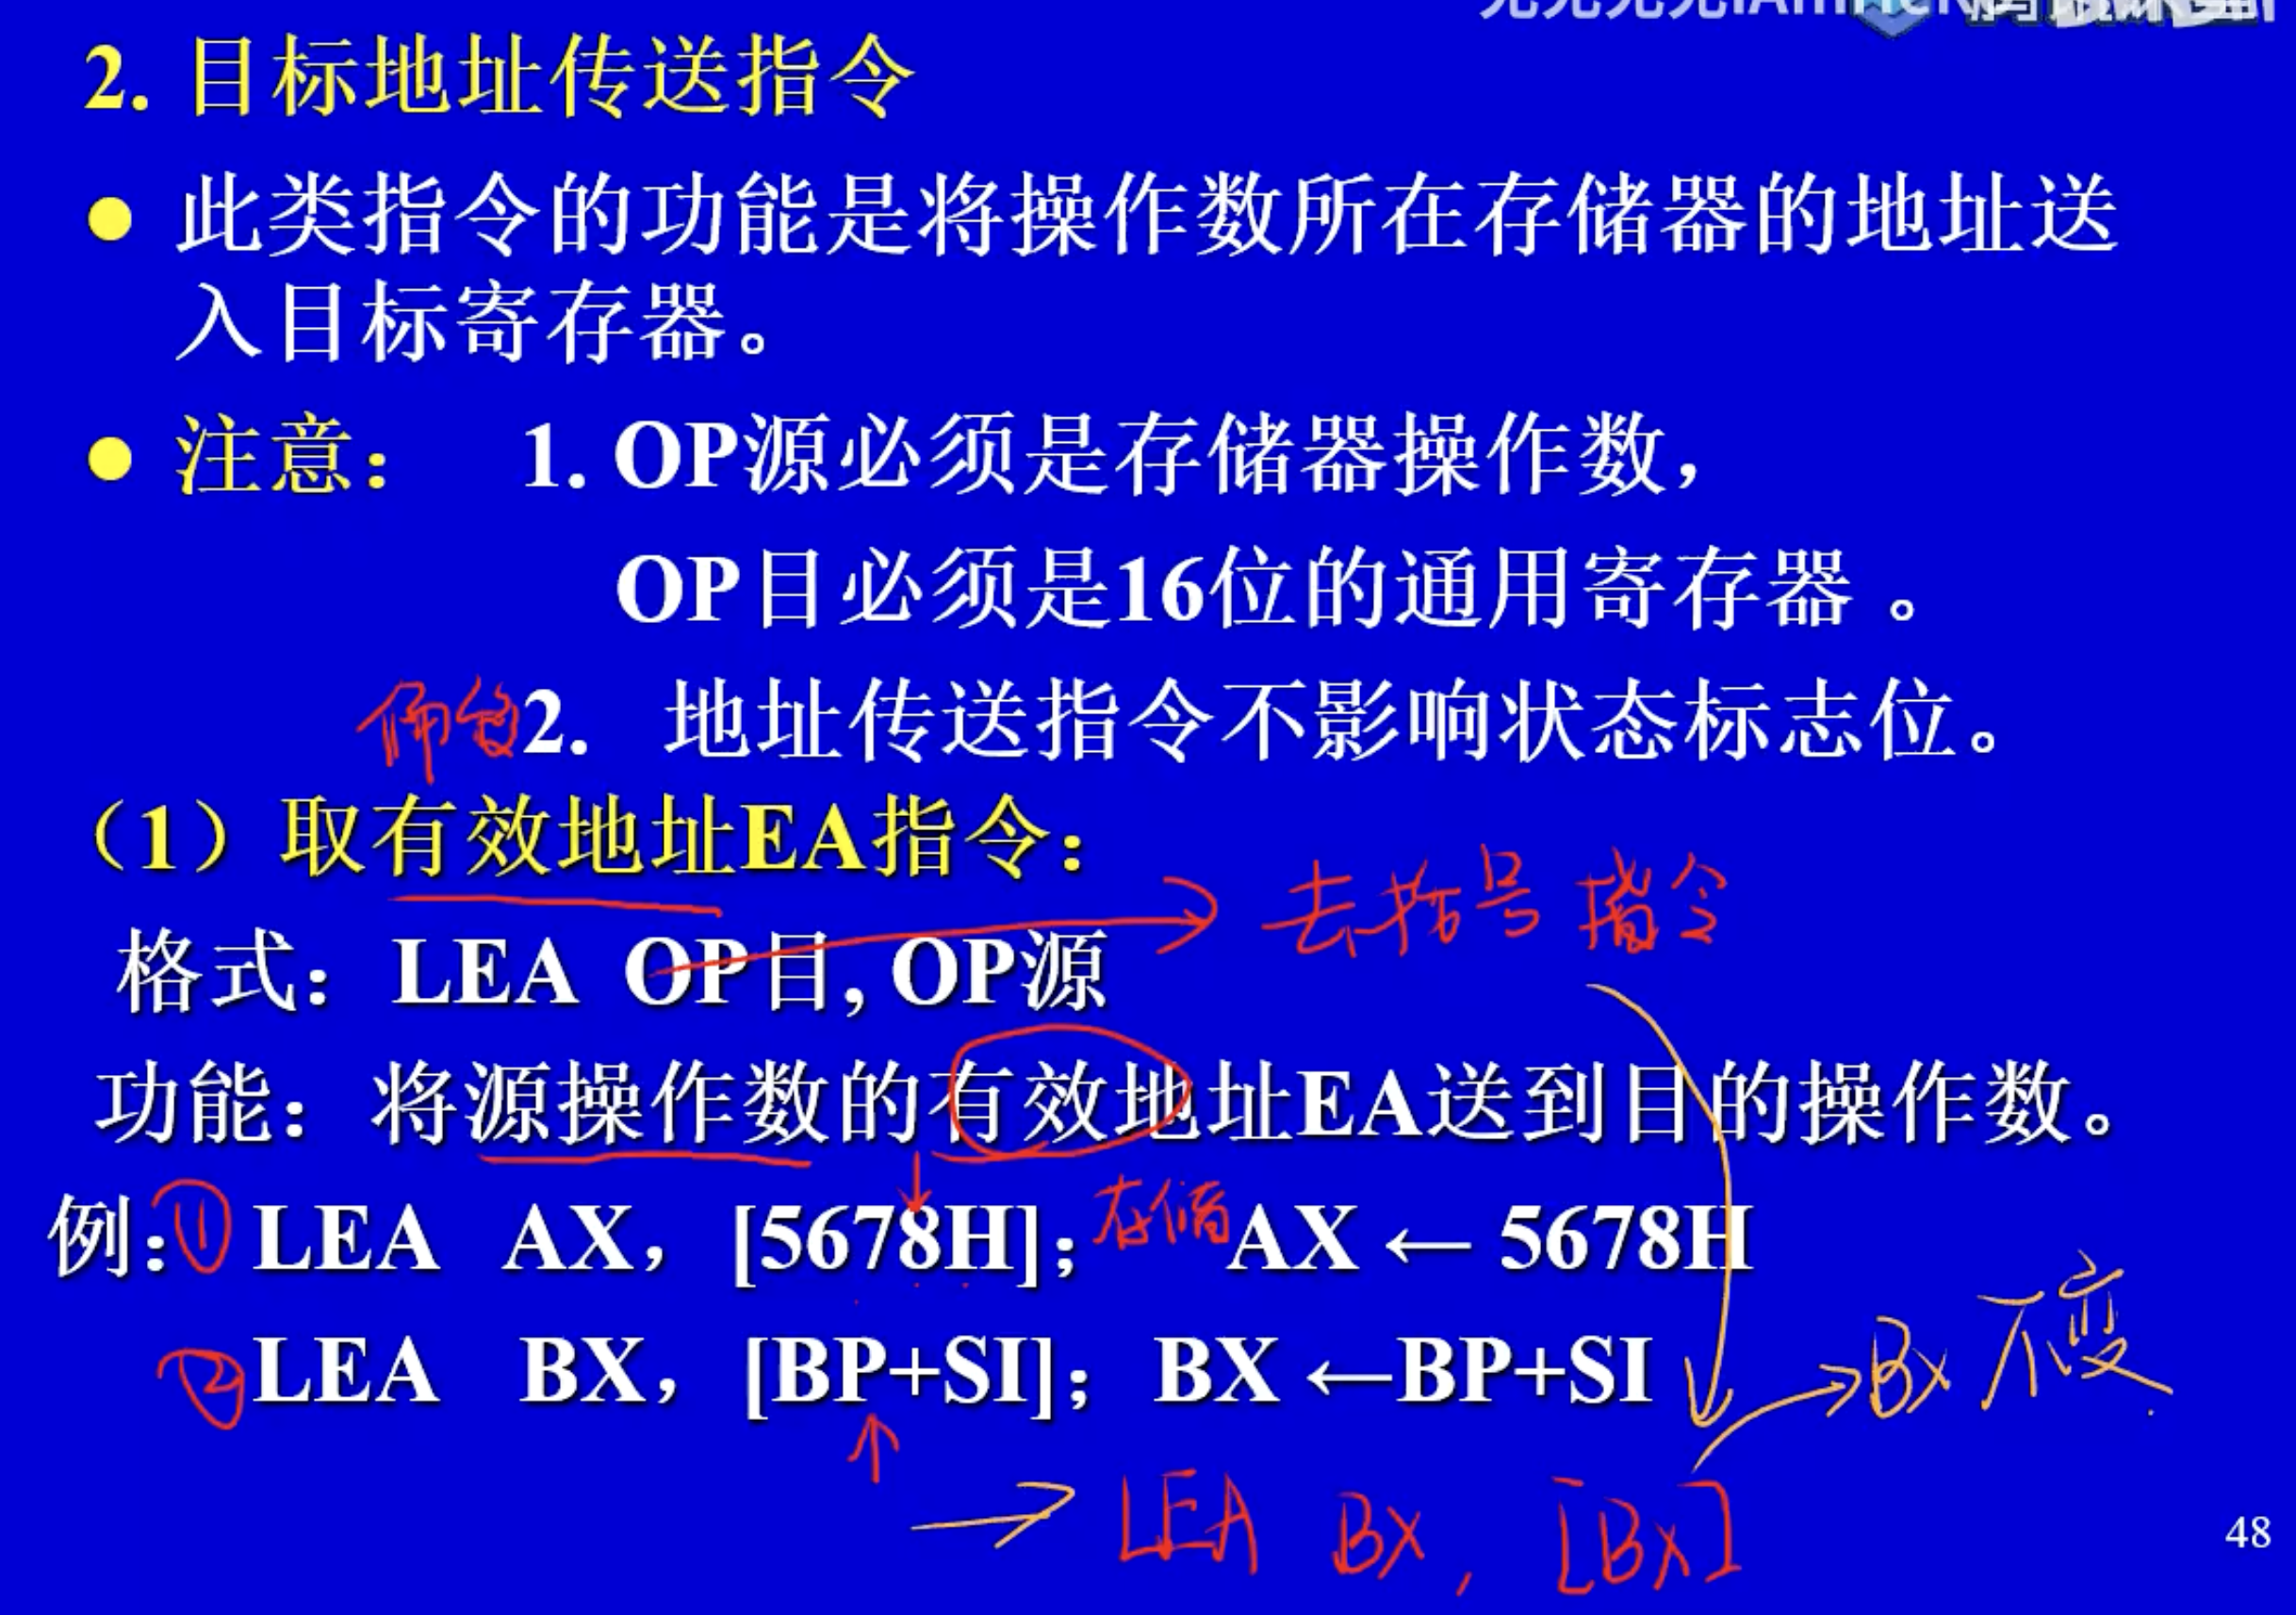 2. 目标地址传送指令
此类指令的功能是将操作数所在存储器的地址送
入目标寄存器。
注意： 1. OP源必须是存储器操作数，
OP目必须是16位的通用寄存器 。
2. 地址传送指令不影响状态标志位。
（1）取有效地址EA指令：
去括号 指令
格式： LEA OP目, OP源
功能： 将源操作数的有效地址EA送到目的操作数。
例：① LEA AX， [5678H]； 存储 AX ← 5678H
② LEA BX， [BP+SI]； BX ←BP+SI
→ BX 不变
→ LEA BX , [BX]
48